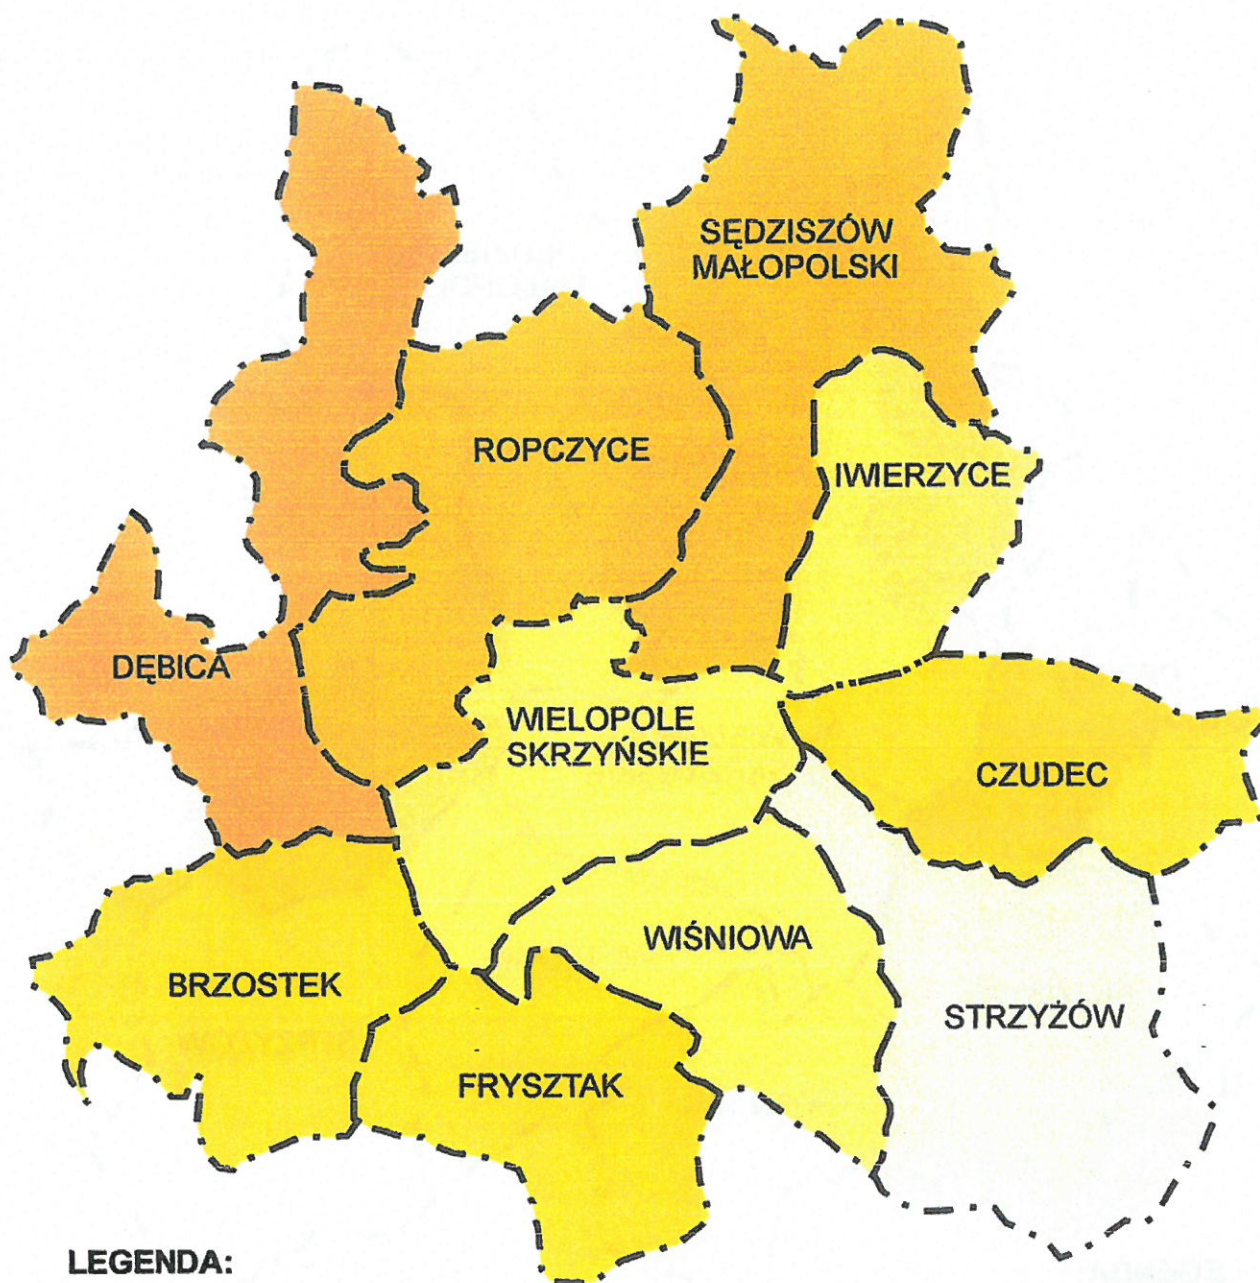 SĘDZISZÓW
MAŁOPOLSKI
ROPCZYCE
IWIERZYCE
DĘBICA
WIELOPOLE
SKRZYŃSKIE
CZUDEC
WIŚNIOWA
BRZOSTEK
STRZYŻÓW
FRYSZTAK
LEGENDA: